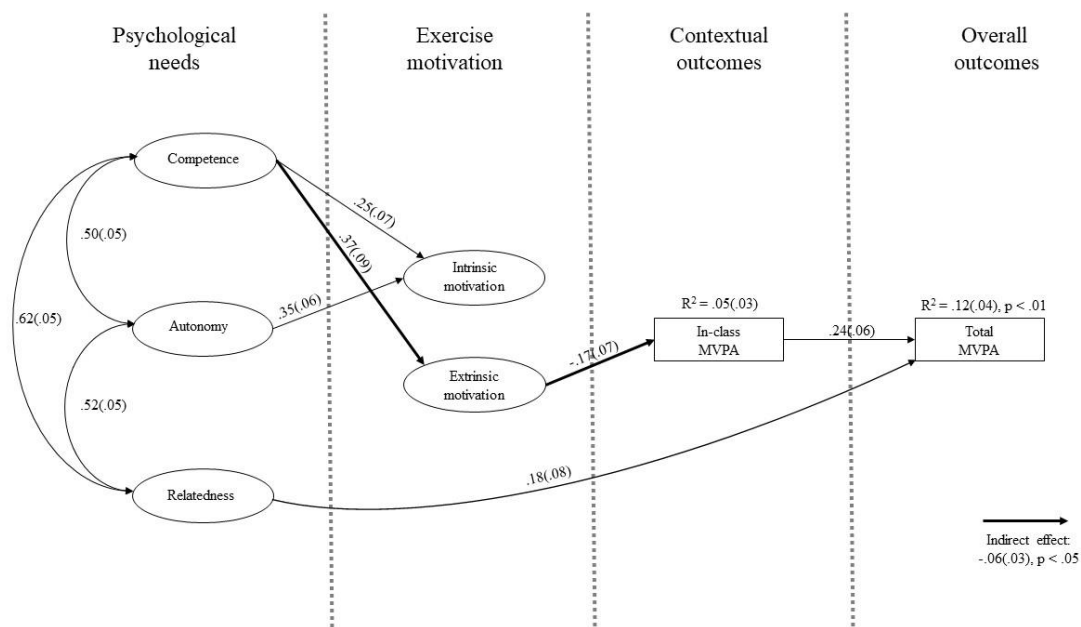 Psychological
needs
Exercise
motivation
Contextual
outcomes
Overall
outcomes
Competence
.25(.07)
.37(.09)
.50(.05)
Intrinsic
motivation
.62(.05)
Autonomy
.35(.06)
R² = .05(.03)
In-class
MVPA
.24(.06)
R² = .12(.04), p < .01
Total
MVPA
-.17(.07)
Extrinsic
motivation
.52(.05)
Relatedness
.18(.08)
Indirect effect:
-.06(.03), p < .05